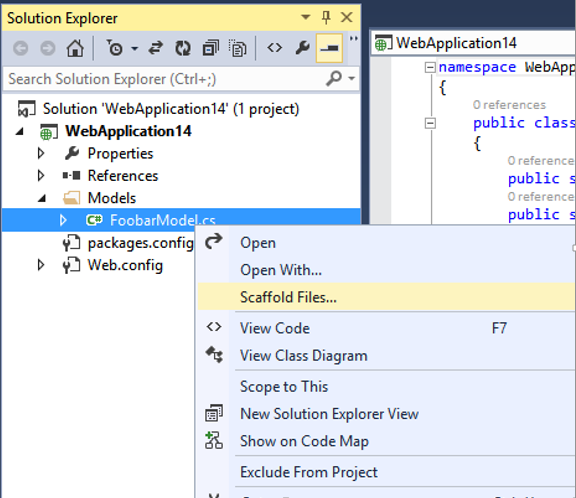 Solution Explorer
Search Solution Explorer (Ctrl+;)
Solution 'WebApplication14' (1 project)
WebApplication14
Properties
References
Models
C# FoobarModel.cs
packages.config
Web.config
Open
Open With...
Scaffold Files...
View Code F7
View Class Diagram
Scope to This
New Solution Explorer View
Show on Code Map
Exclude From Project
WebApplication14
namespace WebApp
{
0 references
public class
{
0 reference
public s
0 reference
public s